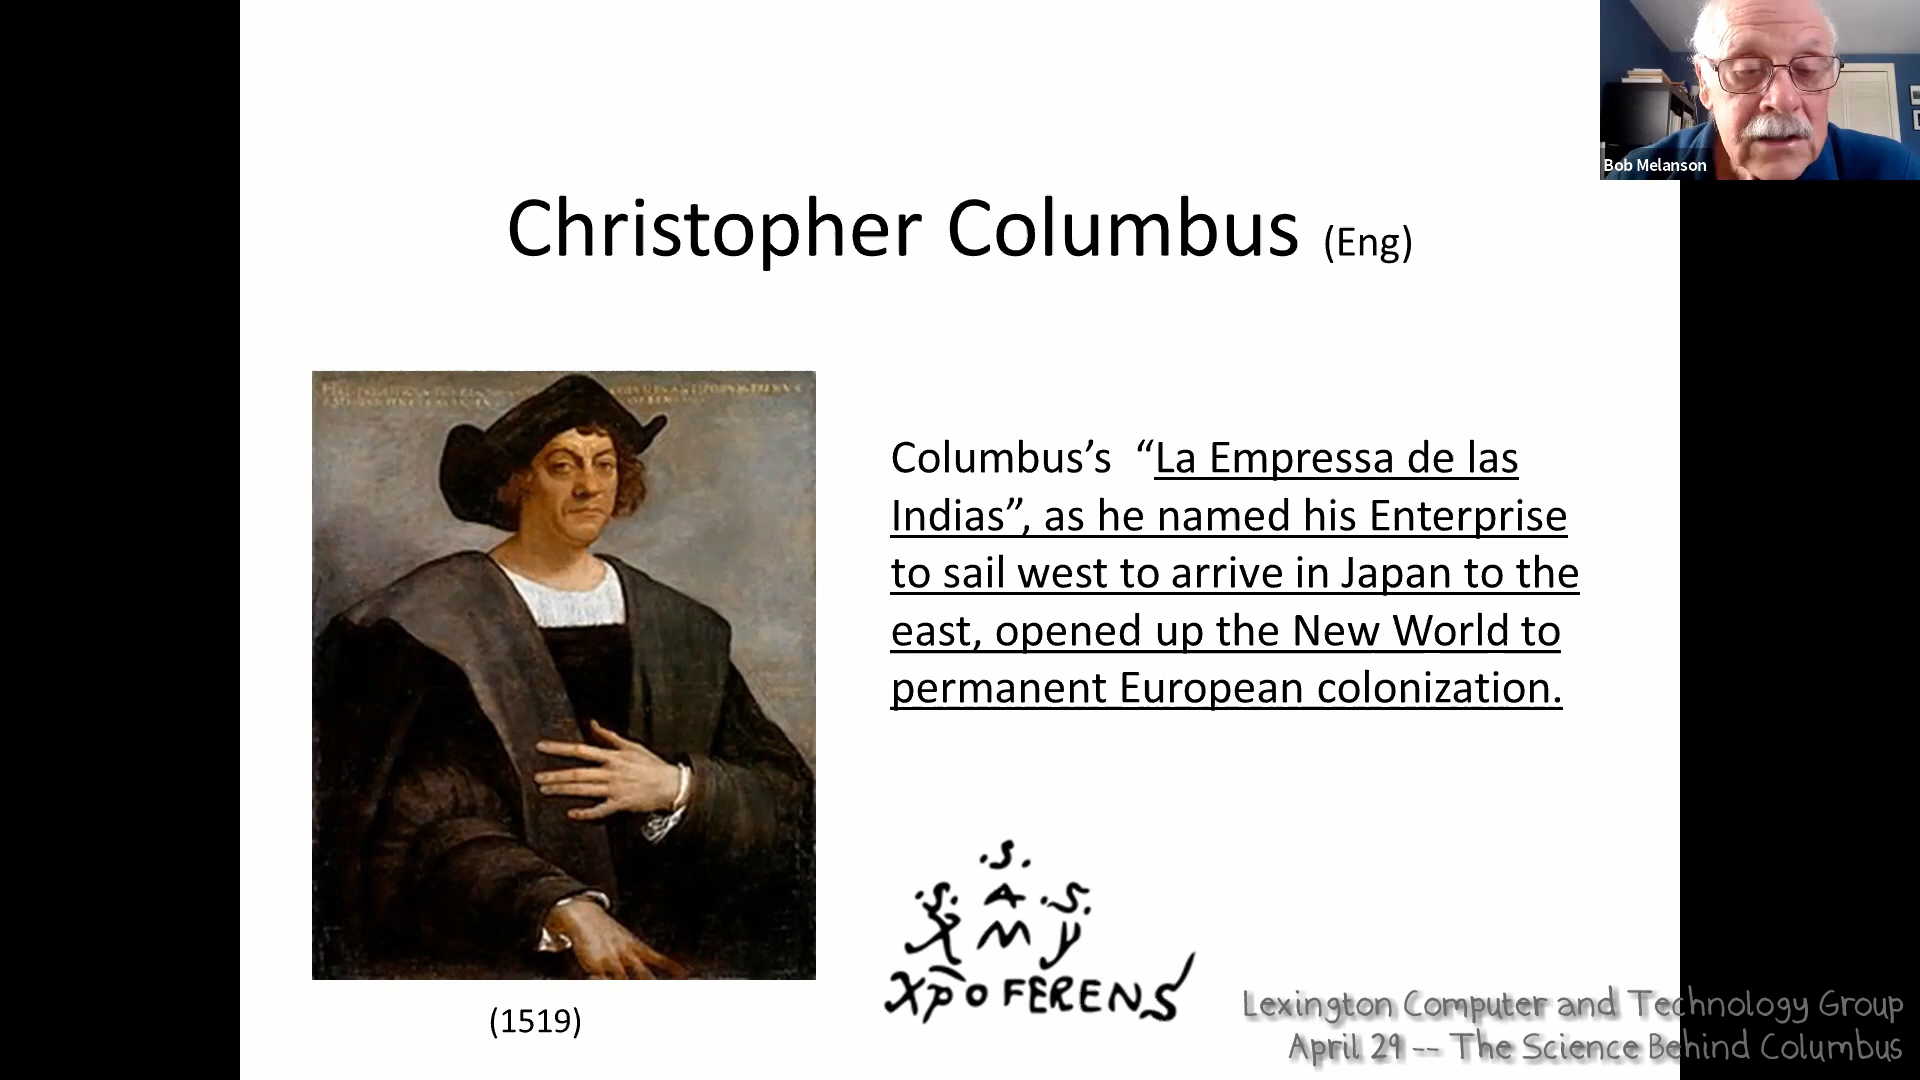 Bob Melanson
Christopher Columbus (Eng)
Columbus’s “La Empressa de las
Indias”, as he named his Enterprise
to sail west to arrive in Japan to the
east, opened up the New World to
permanent European colonization.
.S.
.S. A .S.
X M Y
XPO FERENS
(1519)
Lexington Computer and Technology Group
April 29 -- The Science Behind Columbus